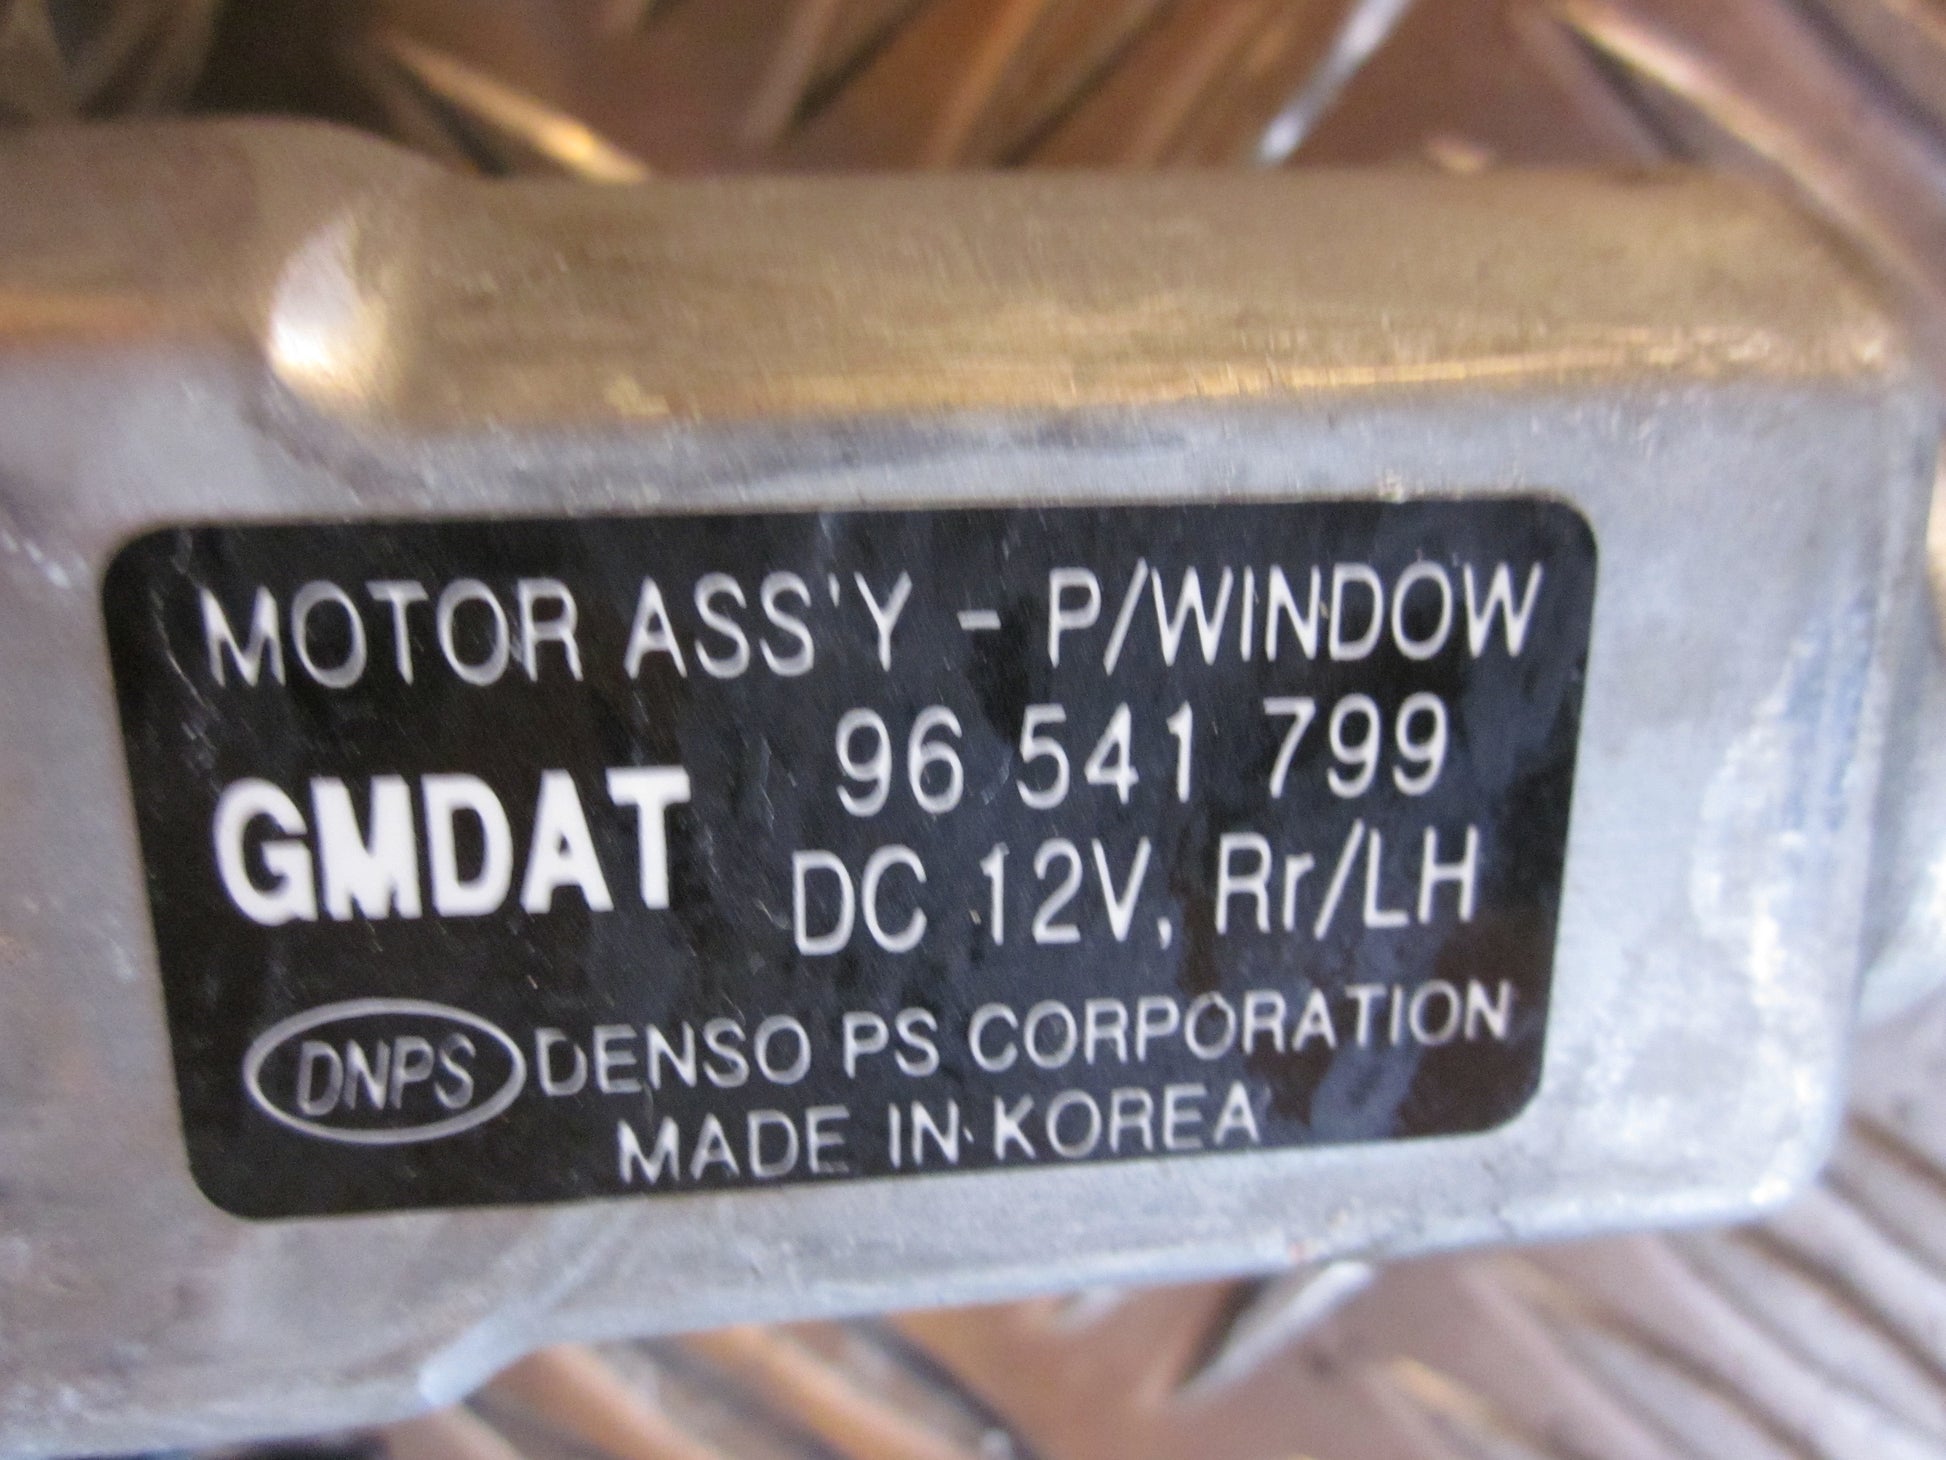 MOTOR ASS'Y - P/WINDOW
96 541 799
GMDAT
DC 12V, Rr/LH
DNPS DENSO PS CORPORATION
MADE IN KOREA